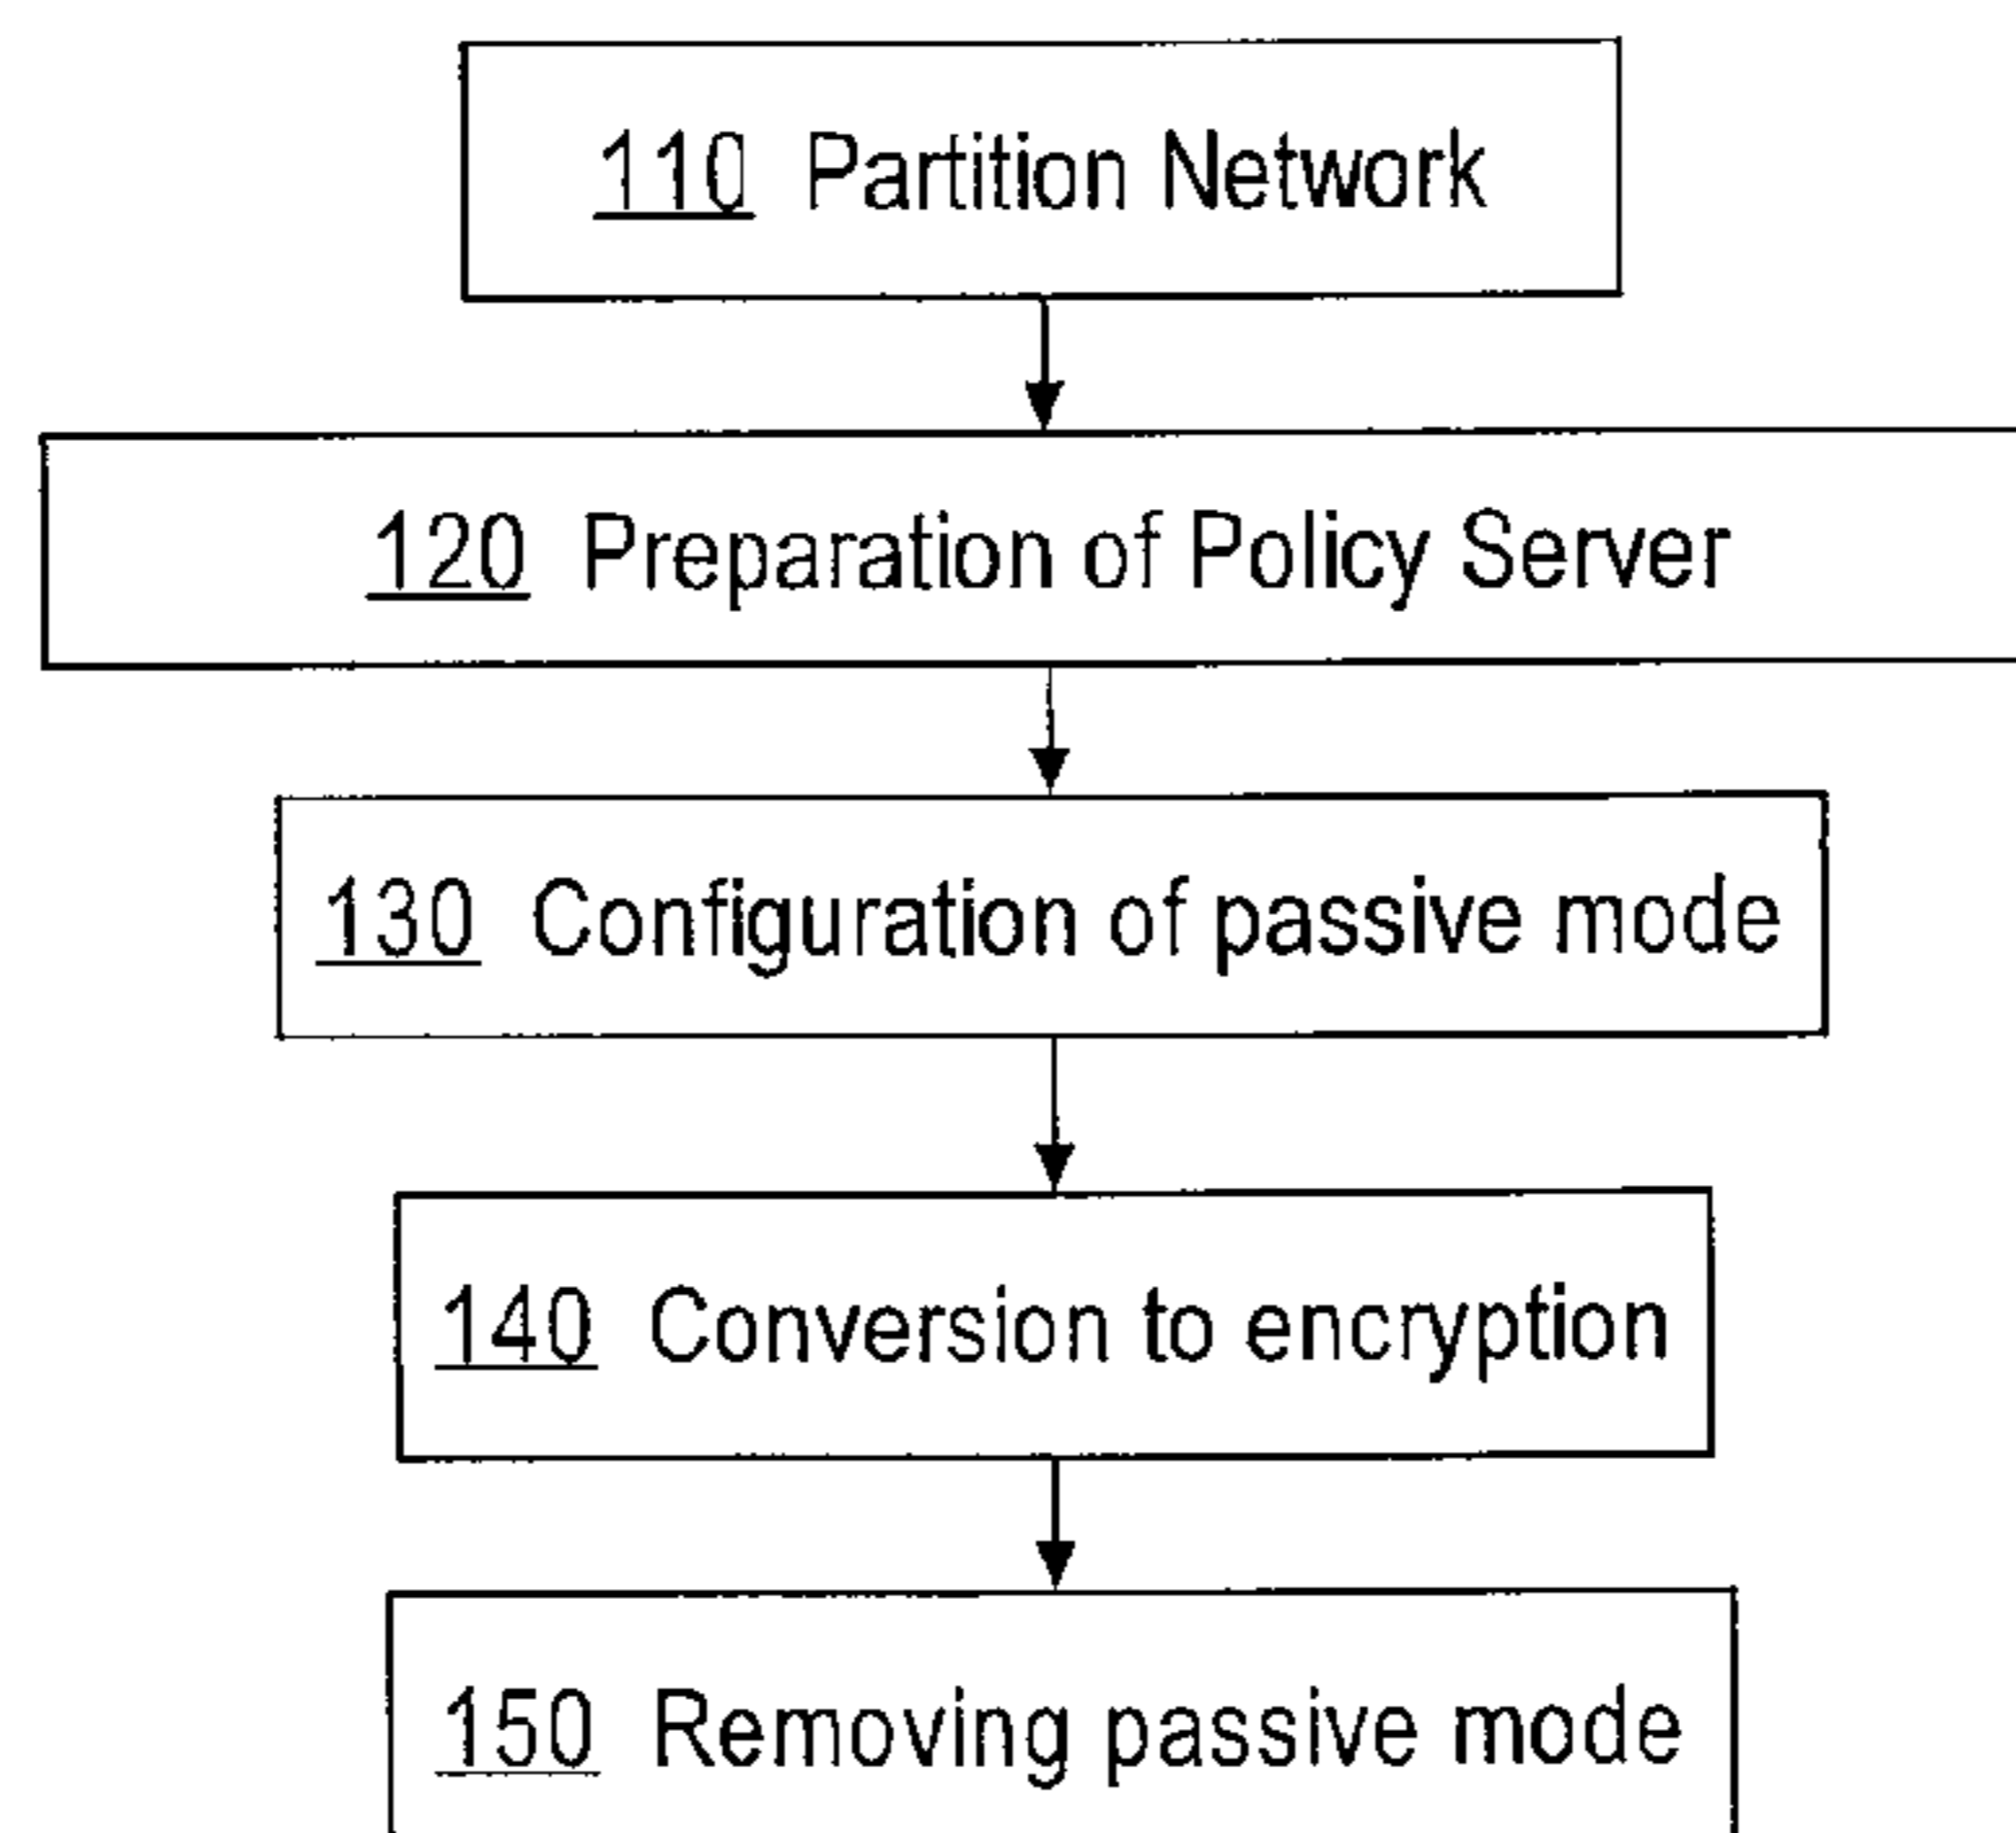 110 Partition Network
120 Preparation of Policy Server
130 Configuration of passive mode
140 Conversion to encryption
150 Removing passive mode